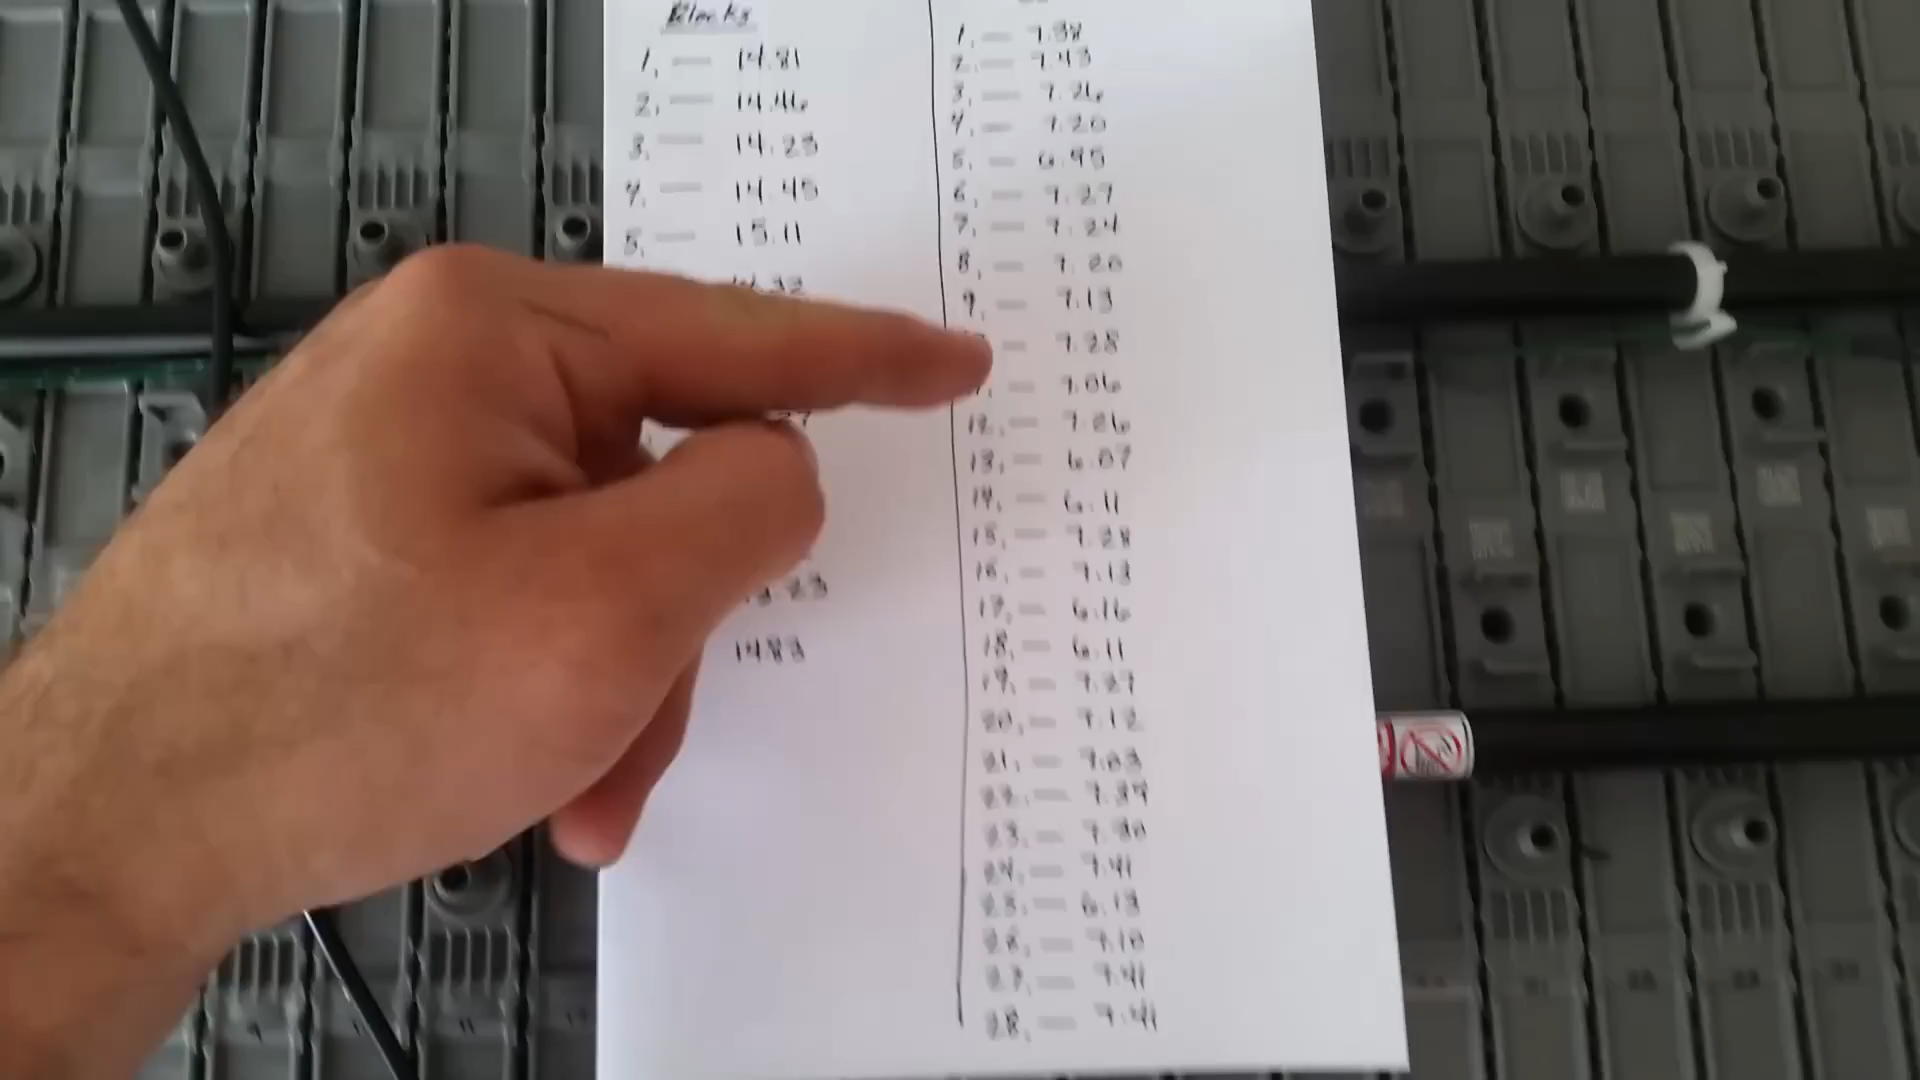 Blocks
1, — 14.81
2, — 14.46
3, — 14.23
4, — 14.45
5, — 15.11
14.83
1. — 7.38
2. — 7.43
3, — 7.26
4, — 7.20
5, — 6.95
6, — 7.27
7, — 7.24
8, — 7.20
9, — 7.13
— 7.28
— 7.06
12, — 7.26
13, — 6.07
14, — 6.11
15, — 7.28
16, — 7.13
17, — 6.16
18, — 6.11
19, — 7.27
20, — 7.12
21, — 7.03
22, — 7.39
23, — 7.30
24, — 7.41
25, — 6.13
26, — 7.10
27, — 7.41
28, — 7.41